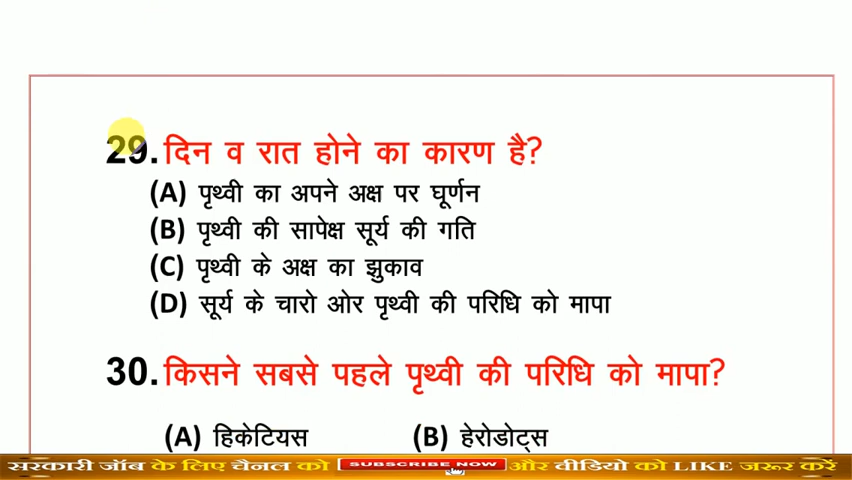 29. दिन व रात होने का कारण है?
(A) पृथ्वी का अपने अक्ष पर घूर्णन
(B) पृथ्वी की सापेक्ष सूर्य की गति
(C) पृथ्वी के अक्ष का झुकाव
(D) सूर्य के चारो ओर पृथ्वी की परिधि को मापा
30. किसने सबसे पहले पृथ्वी की परिधि को मापा?
(A) हिकेटियस (B) हेरोडोट्स
सरकारी जॉब के लिए चैनल को SUBSCRIBE NOW और वीडियो को LIKE जरूर करें